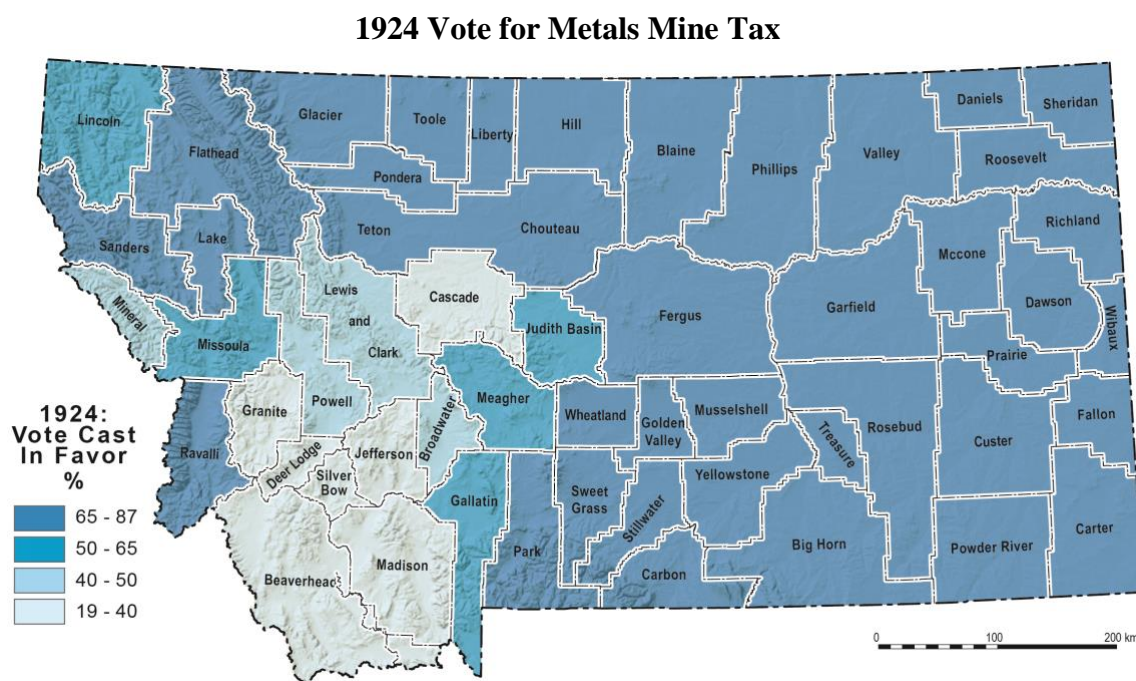 1924 Vote for Metals Mine Tax
Lincoln
Flathead
Glacier
Toole
Liberty
Hill
Blaine
Phillips
Valley
Daniels
Sheridan
Roosevelt
Pondera
Teton
Chouteau
Sanders
Lake
Richland
Mccone
Dawson
Wibaux
Garfield
Prairie
Fergus
Judith Basin
Cascade
Lewis
and
Clark
Mineral
Missoula
Powell
Granite
Ravalli
Deer Lodge
Silver
Bow
Jefferson
Broadwater
Meagher
Wheatland
Golden
Valley
Musselshell
Treasure
Rosebud
Custer
Fallon
Gallatin
Park
Sweet
Grass
Stillwater
Yellowstone
Carbon
Big Horn
Powder River
Carter
Beaverhead
Madison
1924:
Vote Cast
In Favor
%
65 - 87
50 - 65
40 - 50
19 - 40
0 100 200 km